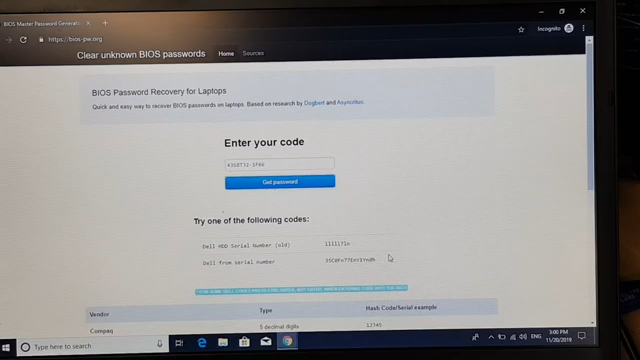 BIOS Master Password Generator
https://bios-pw.org
Incognito
Clear unknown BIOS passwords
Home
Sources
BIOS Password Recovery for Laptops
Quick and easy way to recover BIOS passwords on laptops. Based on research by Dogbert and Asyncritus.
Enter your code
Get password
Try one of the following codes:
Dell HDD Serial Number (old)
Dell from serial number
Vendor
Type
Hash Code/Serial example
Compaq
5 decimal digits
12345
Type here to search
ENG
3:00 PM
11/20/2019